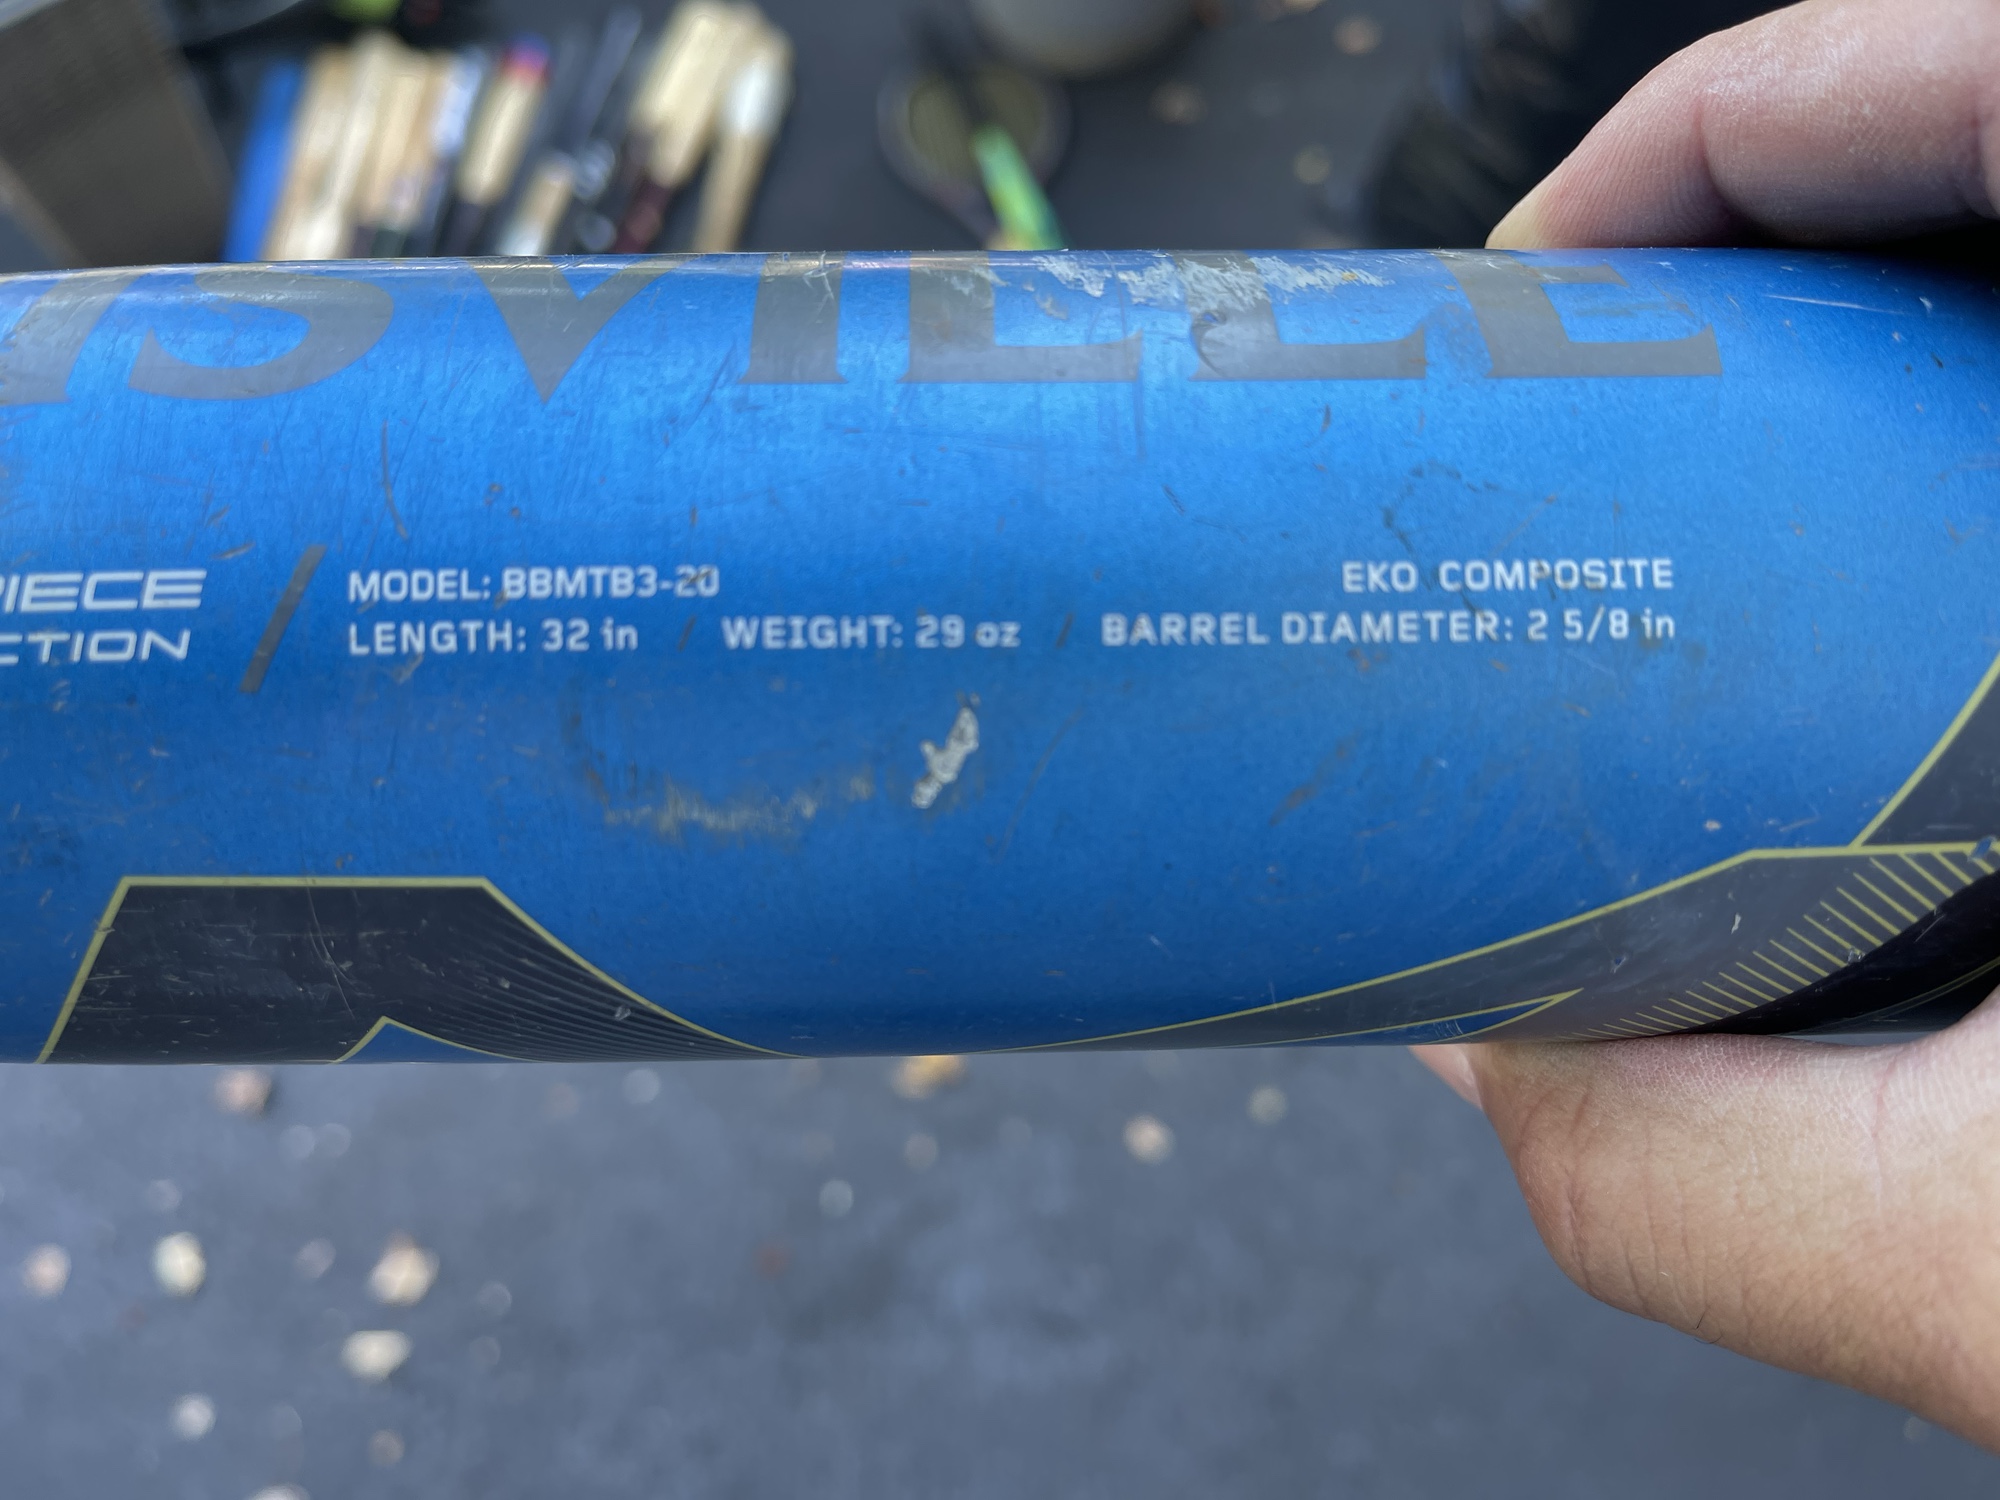 ISVILLE
PIECE
CTION
MODEL: BBMTB3-20
LENGTH: 32 in / WEIGHT: 29 oz / BARREL DIAMETER: 2 5/8 in
EKO COMPOSITE